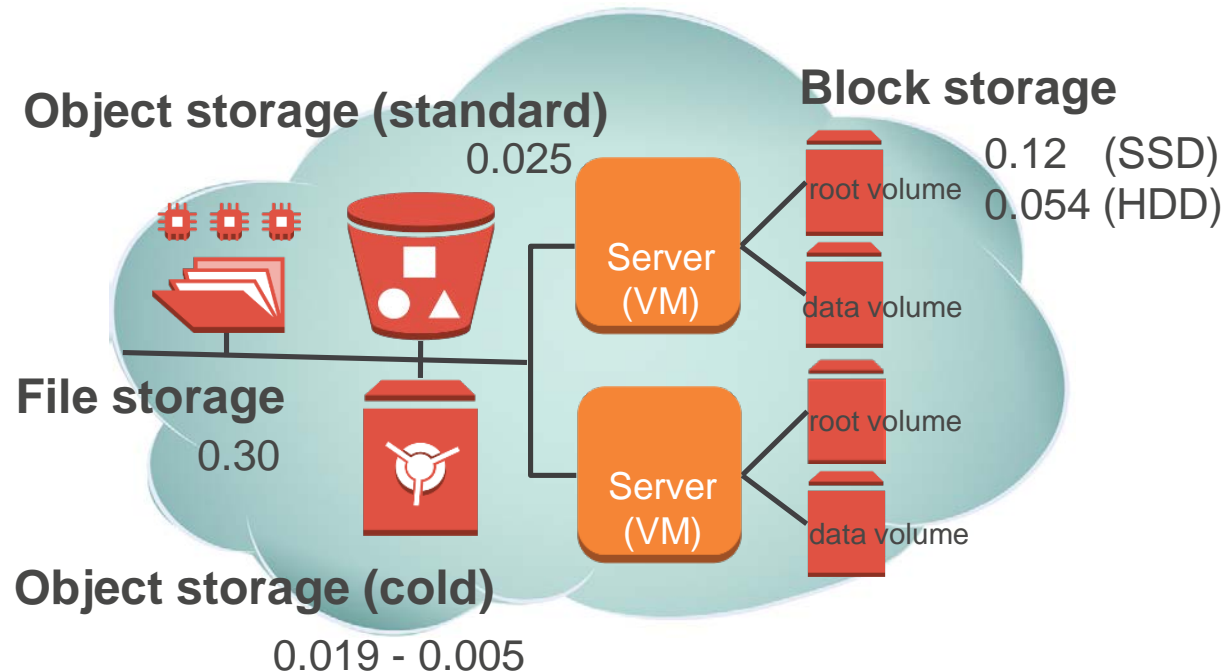 Object storage (standard)
0.025
Block storage
0.12 (SSD)
0.054 (HDD)
root volume
data volume
Server
(VM)
File storage
0.30
root volume
data volume
Server
(VM)
Object storage (cold)
0.019 - 0.005